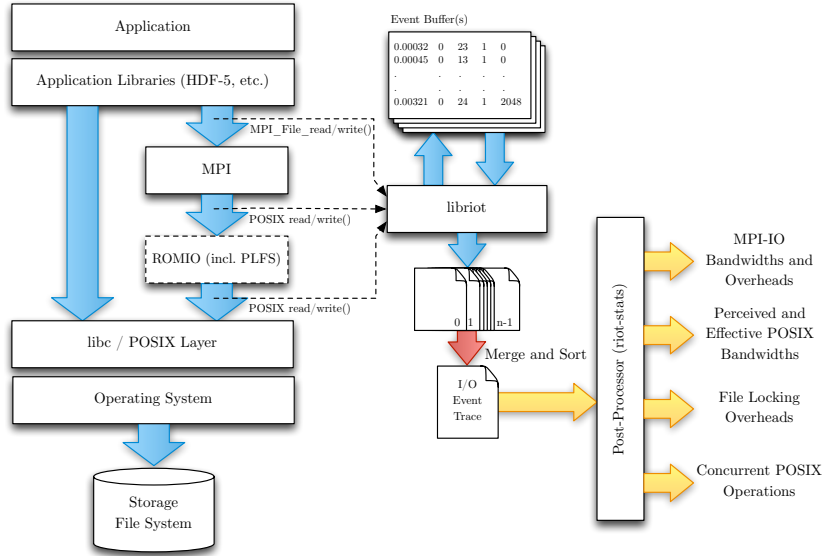 Application
Application Libraries (HDF-5, etc.)
MPI_File_read/write()
MPI
POSIX read/write()
ROMIO (incl. PLFS)
POSIX read/write()
libc / POSIX Layer
Operating System
Storage
File System
Event Buffer(s)
0.00032 0 23 1 0
0.00045 0 13 1 0
. . . . .
. . . . .
0.00321 0 24 1 2048
libriot
0 1 n-1
Merge and Sort
I/O
Event
Trace
Post-Processor (riot-stats)
MPI-IO
Bandwidths and
Overheads
Perceived and
Effective POSIX
Bandwidths
File Locking
Overheads
Concurrent POSIX
Operations